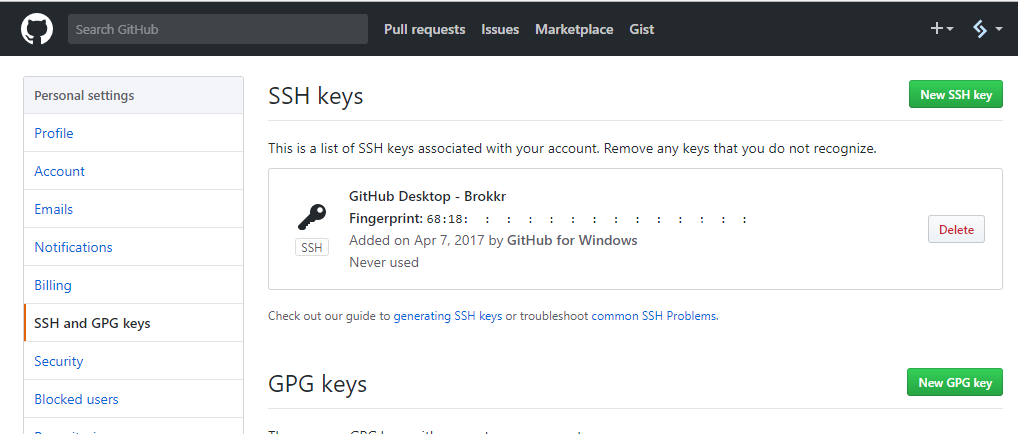 Search GitHub
Pull requests Issues Marketplace Gist
Personal settings
Profile
Account
Emails
Notifications
Billing
SSH and GPG keys
Security
Blocked users
SSH keys
New SSH key
This is a list of SSH keys associated with your account. Remove any keys that you do not recognize.
SSH
GitHub Desktop - Brokkr
Fingerprint: 68:18: : : : : : : : : : : : : :
Added on Apr 7, 2017 by GitHub for Windows
Never used
Delete
Check out our guide to generating SSH keys or troubleshoot common SSH Problems.
GPG keys
New GPG key